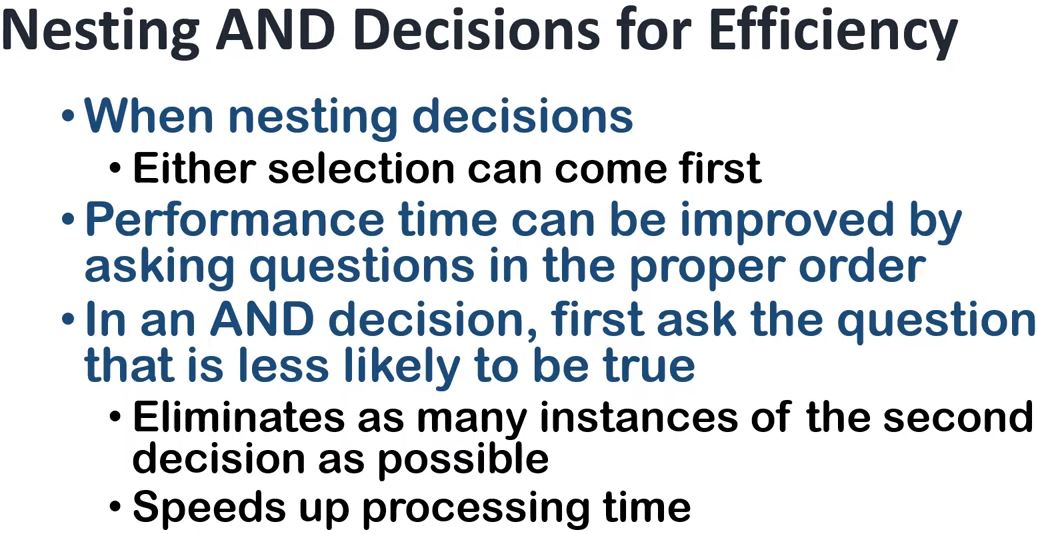 Nesting AND Decisions for Efficiency
• When nesting decisions
• Either selection can come first
• Performance time can be improved by
asking questions in the proper order
• In an AND decision, first ask the question
that is less likely to be true
• Eliminates as many instances of the second
decision as possible
• Speeds up processing time